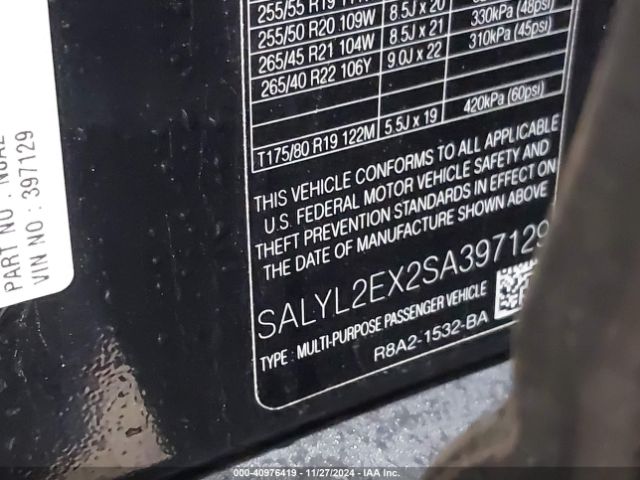 255/55 R19
255/50 R20 109W 8.5J x 20 330kPa (48psi)
265/45 R21 104W 8.5J x 21 310kPa (45psi)
265/40 R22 106Y 9.0J x 22
T175/80 R19 122M 5.5J x 19 420kPa (60psi)
THIS VEHICLE CONFORMS TO ALL APPLICABLE
U.S. FEDERAL MOTOR VEHICLE SAFETY AND
THEFT PREVENTION STANDARDS IN EFFECT ON
THE DATE OF MANUFACTURE SHOWN ABOVE
SALYL2EX2SA397129
TYPE : MULTI-PURPOSE PASSENGER VEHICLE
R8A2-1532-BA
PART NO :
VIN NO : 397129
000-40976419 | 11/27/2024 | IAA Inc.